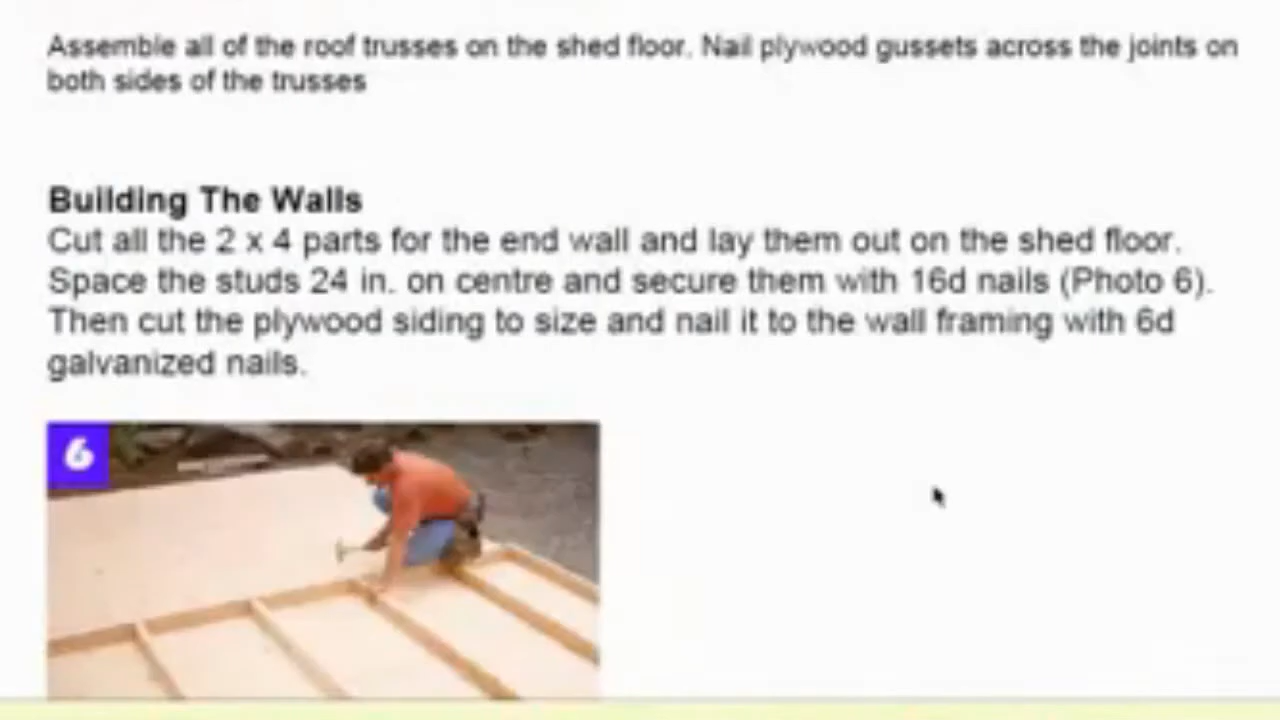 Assemble all of the roof trusses on the shed floor. Nail plywood gussets across the joints on
both sides of the trusses
Building The Walls
Cut all the 2 x 4 parts for the end wall and lay them out on the shed floor.
Space the studs 24 in. on centre and secure them with 16d nails (Photo 6).
Then cut the plywood siding to size and nail it to the wall framing with 6d
galvanized nails.
6